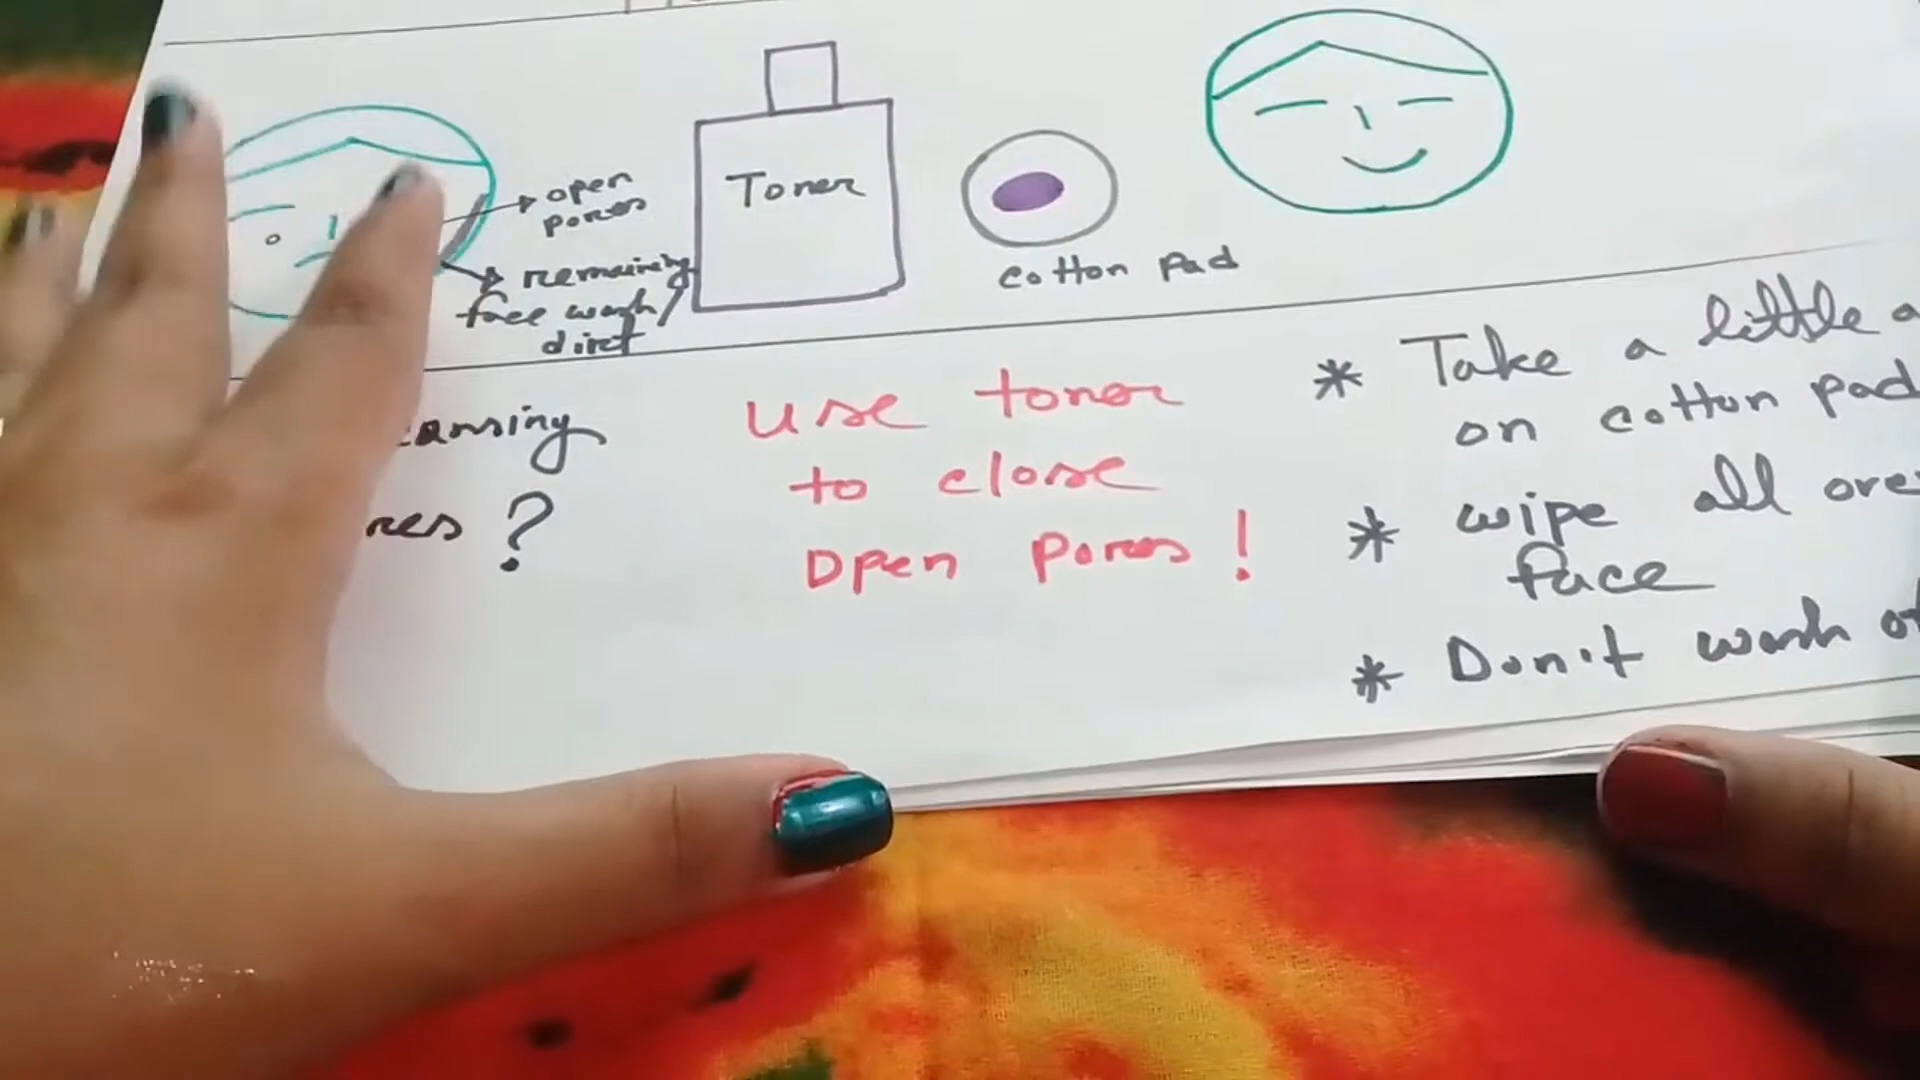 open
pores
remaining
face wash/
dirt
Toner
cotton pad
use toner
to close
open pores!
?
* Take a little
on cotton pad
* wipe all
face
* Don't wash